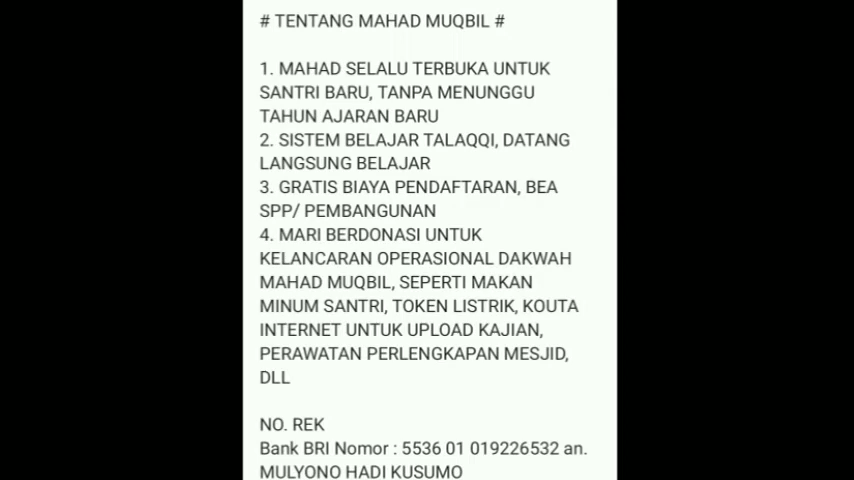 # TENTANG MAHAD MUQBIL #
1. MAHAD SELALU TERBUKA UNTUK
SANTRI BARU, TANPA MENUNGGU
TAHUN AJARAN BARU
2. SISTEM BELAJAR TALAQQI, DATANG
LANGSUNG BELAJAR
3. GRATIS BIAYA PENDAFTARAN, BEA
SPP/ PEMBANGUNAN
4. MARI BERDONASI UNTUK
KELANCARAN OPERASIONAL DAKWAH
MAHAD MUQBIL, SEPERTI MAKAN
MINUM SANTRI, TOKEN LISTRIK, KOUTA
INTERNET UNTUK UPLOAD KAJIAN,
PERAWATAN PERLENGKAPAN MESJID,
DLL
NO. REK
Bank BRI Nomor : 5536 01 019226532 an.
MULYONO HADI KUSUMO